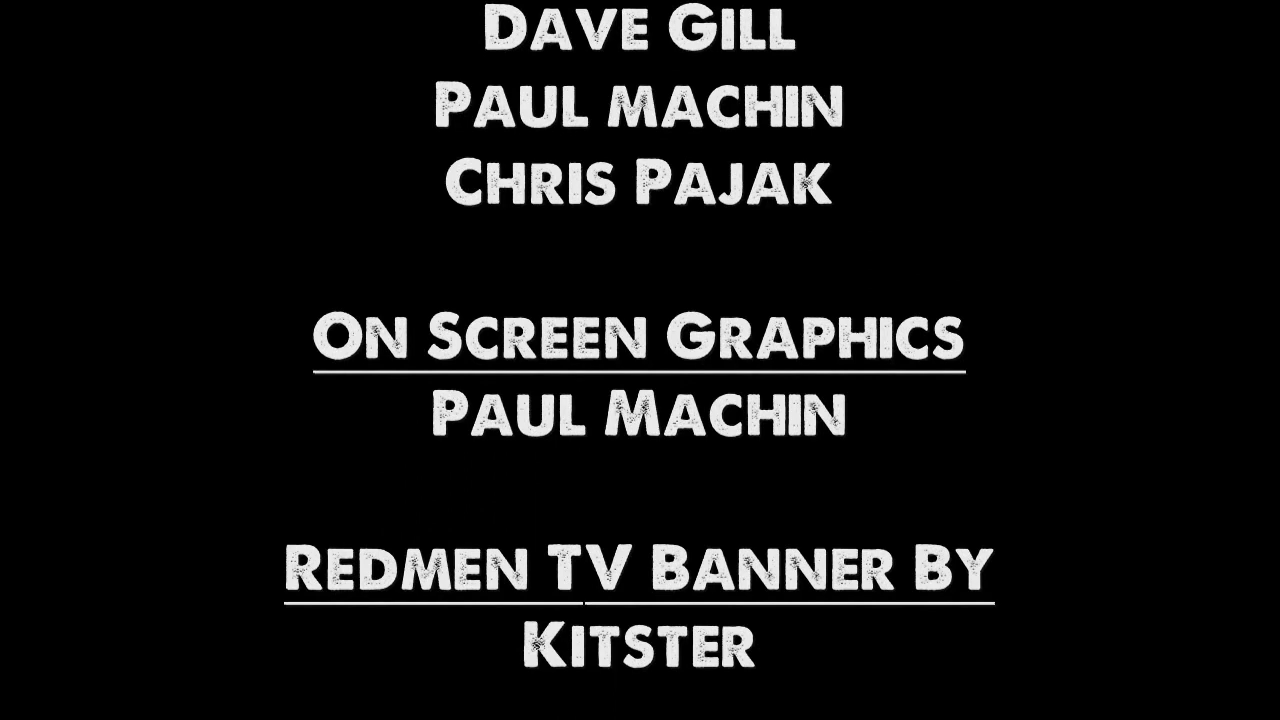 Dave Gill
Paul machin
Chris Pajak
On Screen Graphics
Paul Machin
Redmen TV Banner By
Kitster